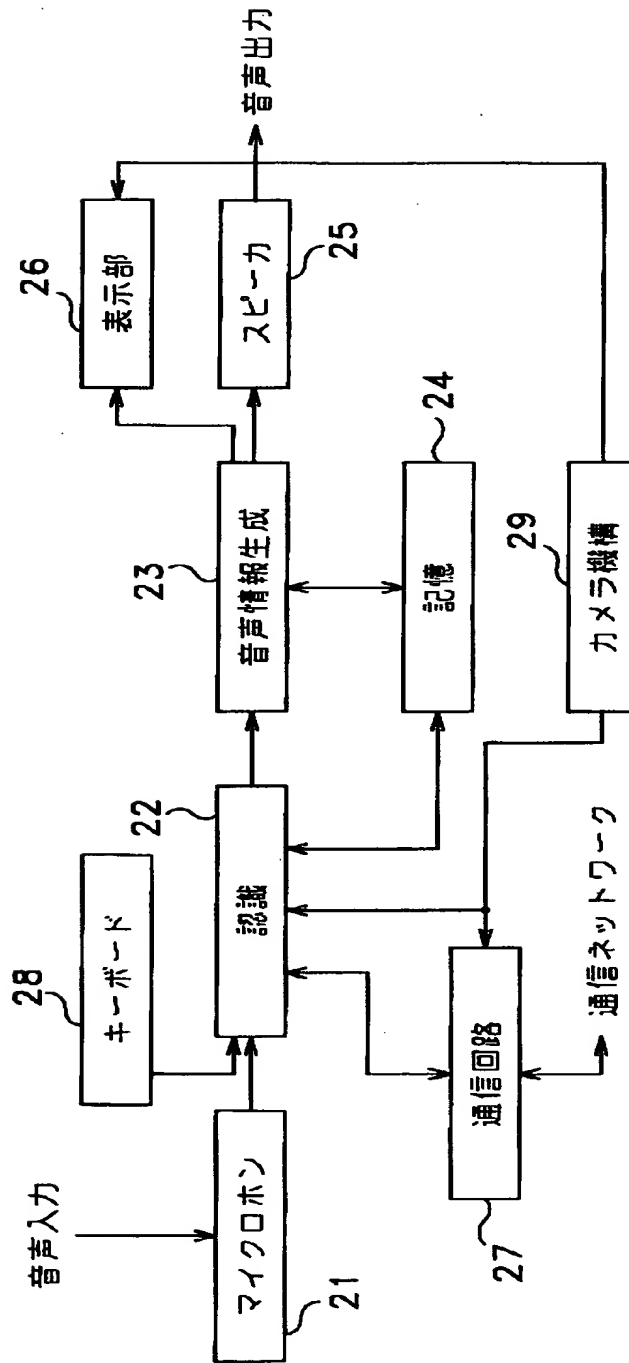 音声入力
マイクロホン
21
28
キーボード
22
認識
23
音声情報生成
26
表示部
スピーカ
25
音声出力
24
記憶
29
カメラ機構
通信回路
27
通信ネットワーク